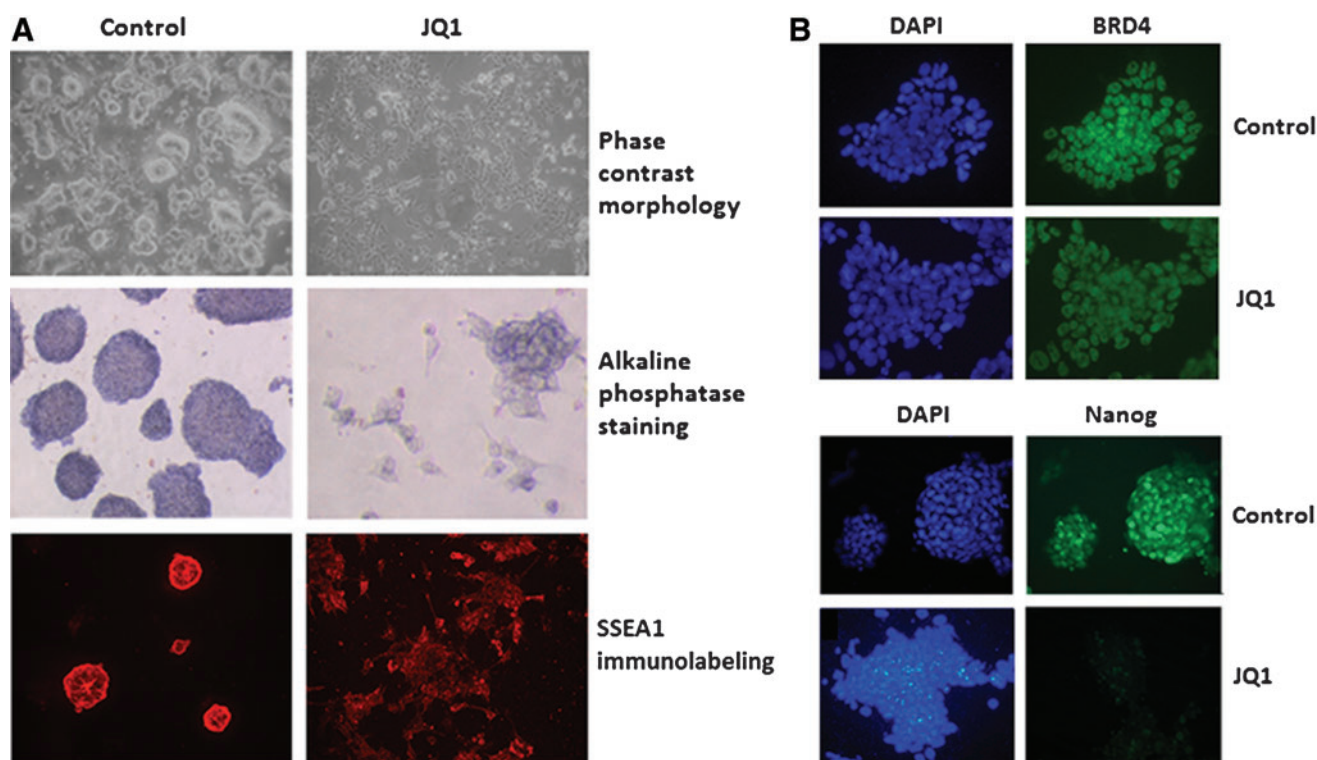 A
Control
JQ1
Phase
contrast
morphology
Alkaline
phosphatase
staining
SSEA1
immunolabeling
B
DAPI
BRD4
Control
JQ1
DAPI
Nanog
Control
JQ1